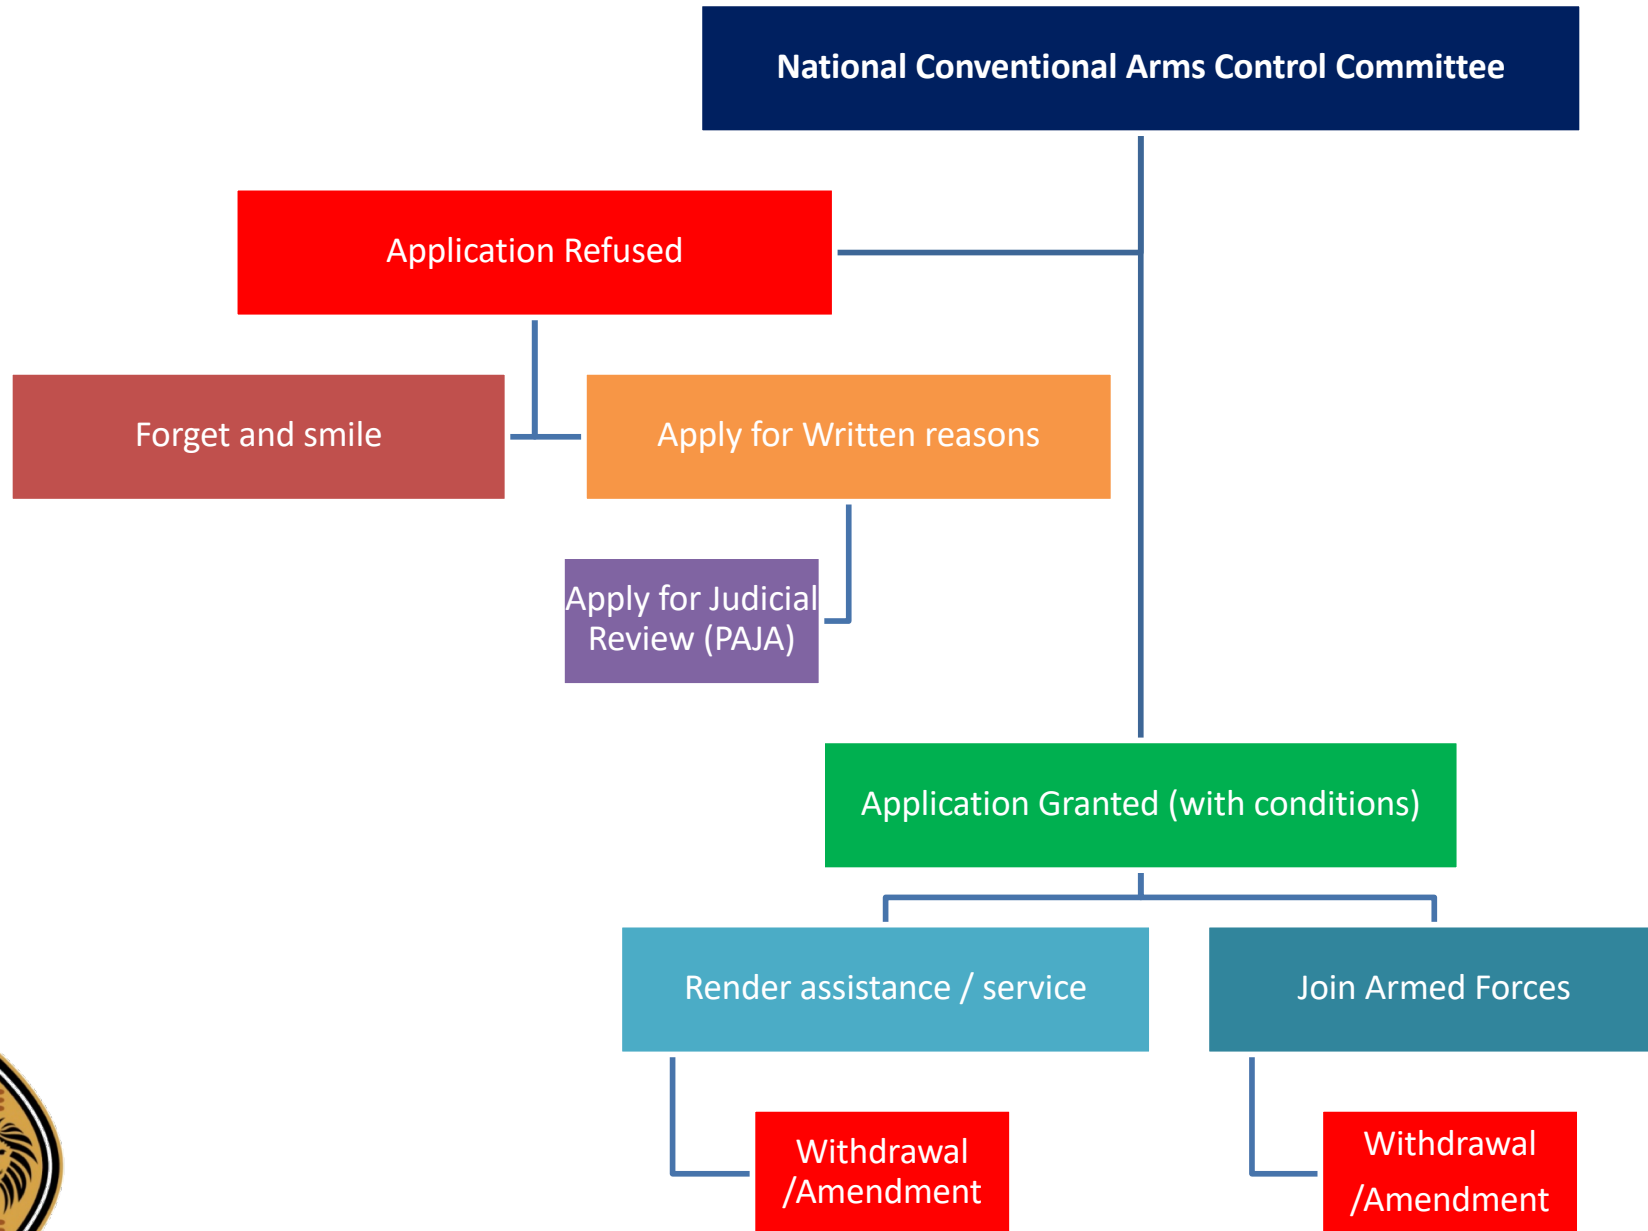 National Conventional Arms Control Committee
Application Refused
Forget and smile
Apply for Written reasons
Apply for Judicial
Review (PAJA)
Application Granted (with conditions)
Render assistance / service
Join Armed Forces
Withdrawal
/Amendment
Withdrawal
/Amendment